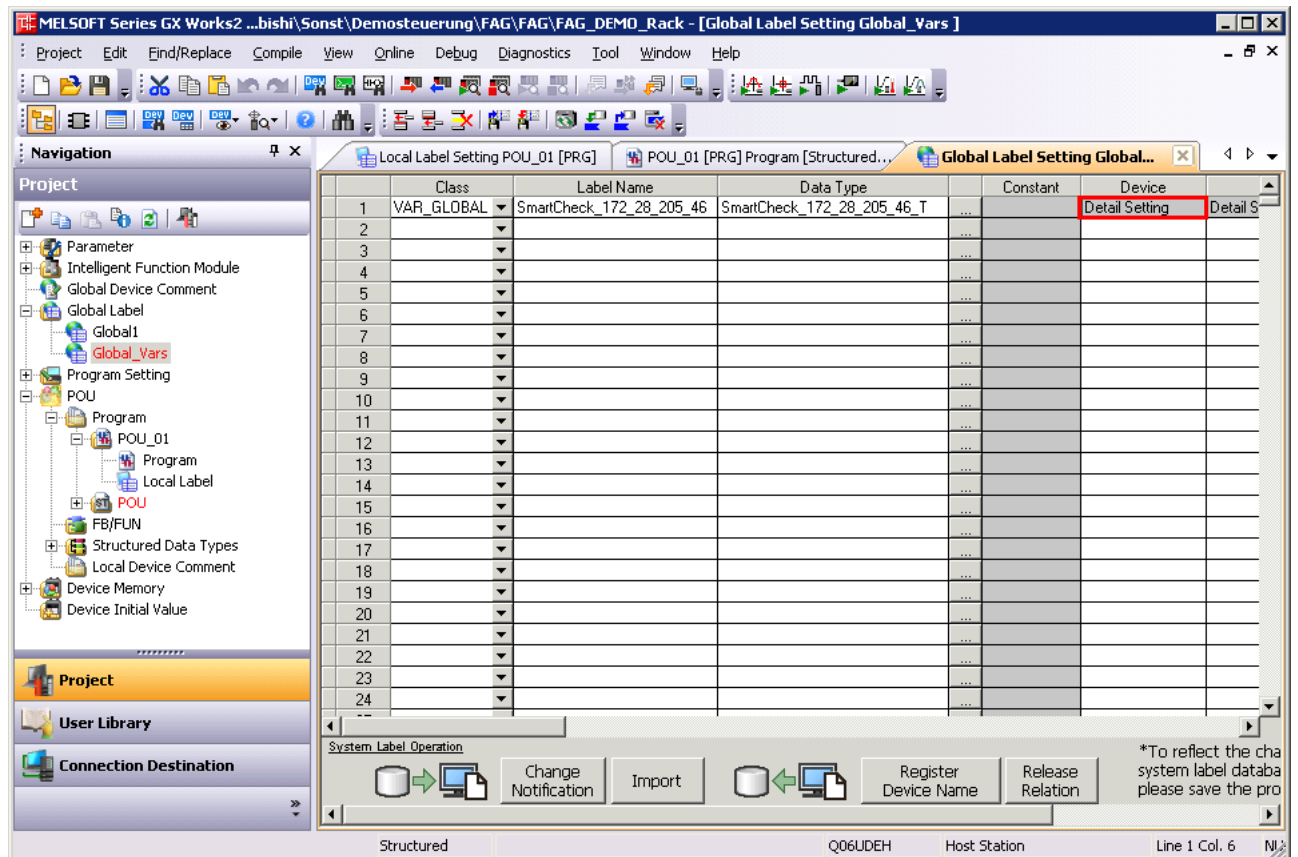 MELSOFT Series GX Works2 ...bishi\Sonst\Demosteuerung\FAG\FAG\FAG_DEMO_Rack - [Global Label Setting Global_Vars ]
Project Edit Find/Replace Compile View Online Debug Diagnostics Tool Window Help
Navigation
Project
Parameter
Intelligent Function Module
Global Device Comment
Global Label
Global1
Global_Vars
Program Setting
POU
Program
POU_01
Program
Local Label
POU
FB/FUN
Structured Data Types
Local Device Comment
Device Memory
Device Initial Value
Project
User Library
Connection Destination
Local Label Setting POU_01 [PRG] POU_01 [PRG] Program [Structured... Global Label Setting Global...
Class Label Name Data Type Constant Device
1 VAR_GLOBAL SmartCheck_172_28_205_46 SmartCheck_172_28_205_46_T ... Detail Setting Detail S
2 ...
3 ...
4 ...
5 ...
6 ...
7 ...
8 ...
9 ...
10 ...
11 ...
12 ...
13 ...
14 ...
15 ...
16 ...
17 ...
18 ...
19 ...
20 ...
21 ...
22 ...
23 ...
24 ...
System Label Operation
Change
Notification
Import
Register
Device Name
Release
Relation
*To reflect the cha
system label databa
please save the pro
Structured Q06UDEH Host Station Line 1 Col. 6